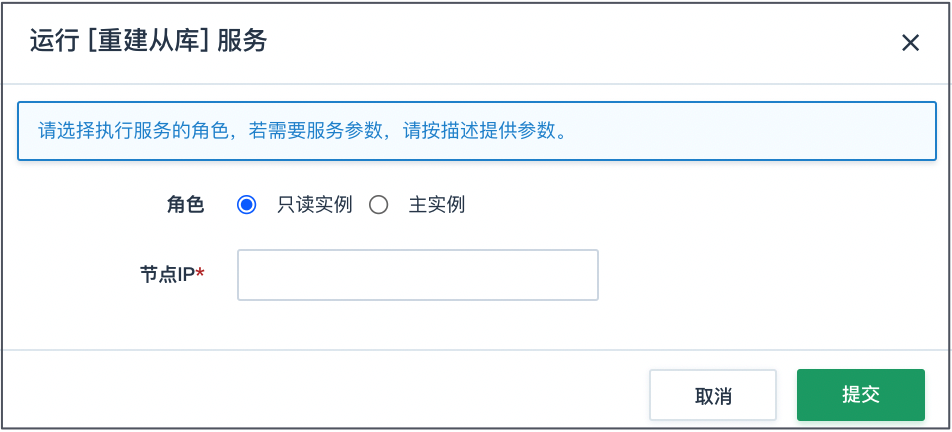 运行 [重建从库] 服务
请选择执行服务的角色，若需要服务参数，请按描述提供参数。
角色 只读实例 主实例
节点IP*
取消 提交